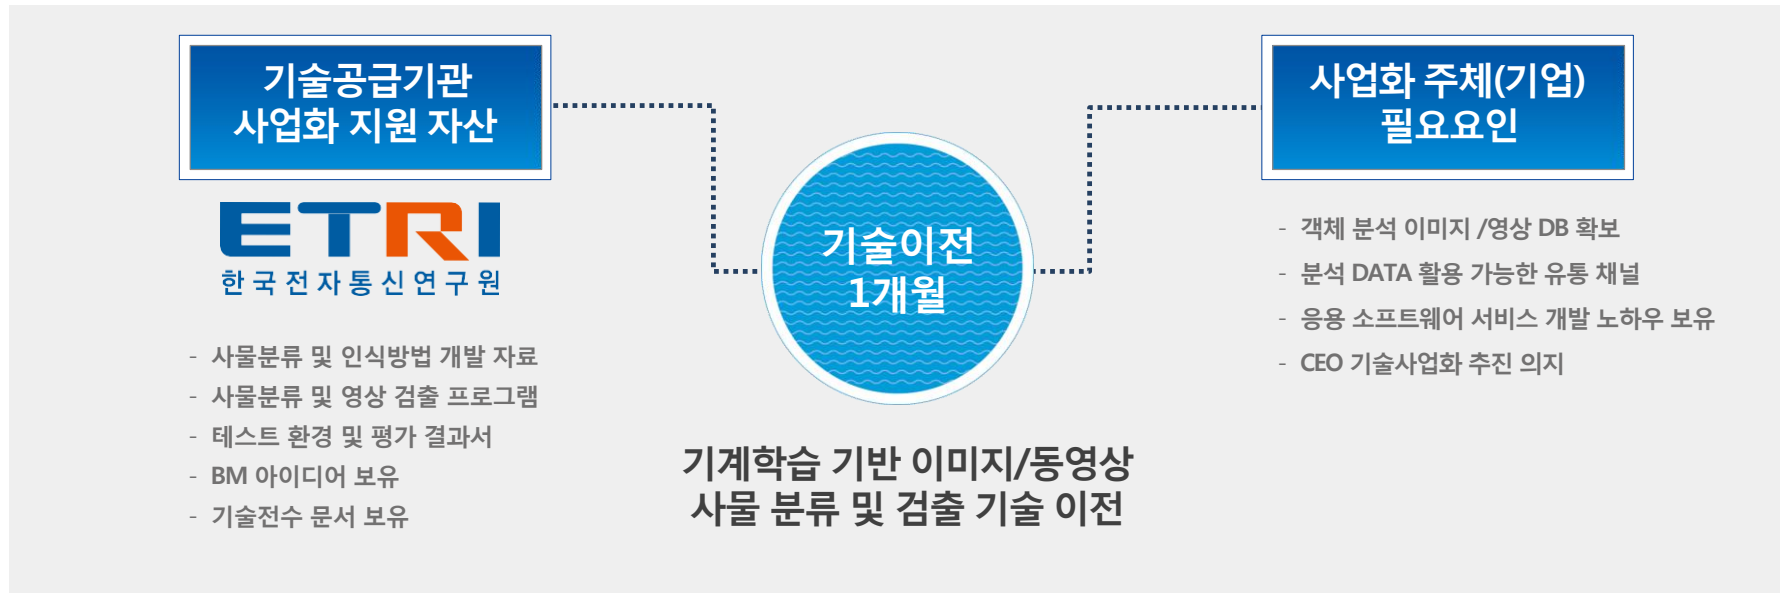 기술공급기관
사업화 지원 자산
ETRI
한국전자통신연구원
- 사물분류 및 인식방법 개발 자료
- 사물분류 및 영상 검출 프로그램
- 테스트 환경 및 평가 결과서
- BM 아이디어 보유
- 기술전수 문서 보유
기술이전
1개월
기계학습 기반 이미지/동영상
사물 분류 및 검출 기술 이전
사업화 주체(기업)
필요요인
- 객체 분석 이미지 /영상 DB 확보
- 분석 DATA 활용 가능한 유통 채널
- 응용 소프트웨어 서비스 개발 노하우 보유
- CEO 기술사업화 추진 의지